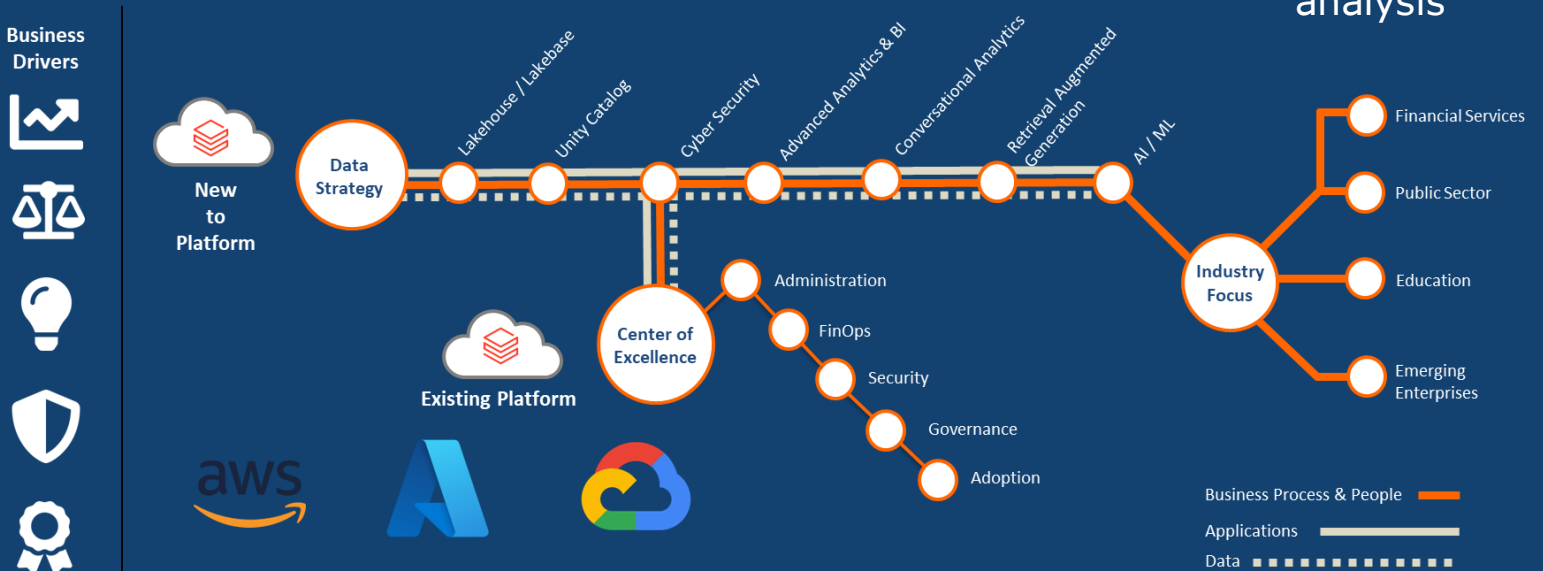 analysis
Business
Drivers
New
to
Platform
Data
Strategy
Lakehouse / Lakebase
Unity Catalog
Cyber Security
Advanced Analytics & BI
Conversational Analytics
Retrieval Augmented
Generation
AI / ML
Industry
Focus
Financial Services
Public Sector
Education
Emerging
Enterprises
Existing Platform
Center of
Excellence
Administration
FinOps
Security
Governance
Adoption
aws
Business Process & People
Applications
Data